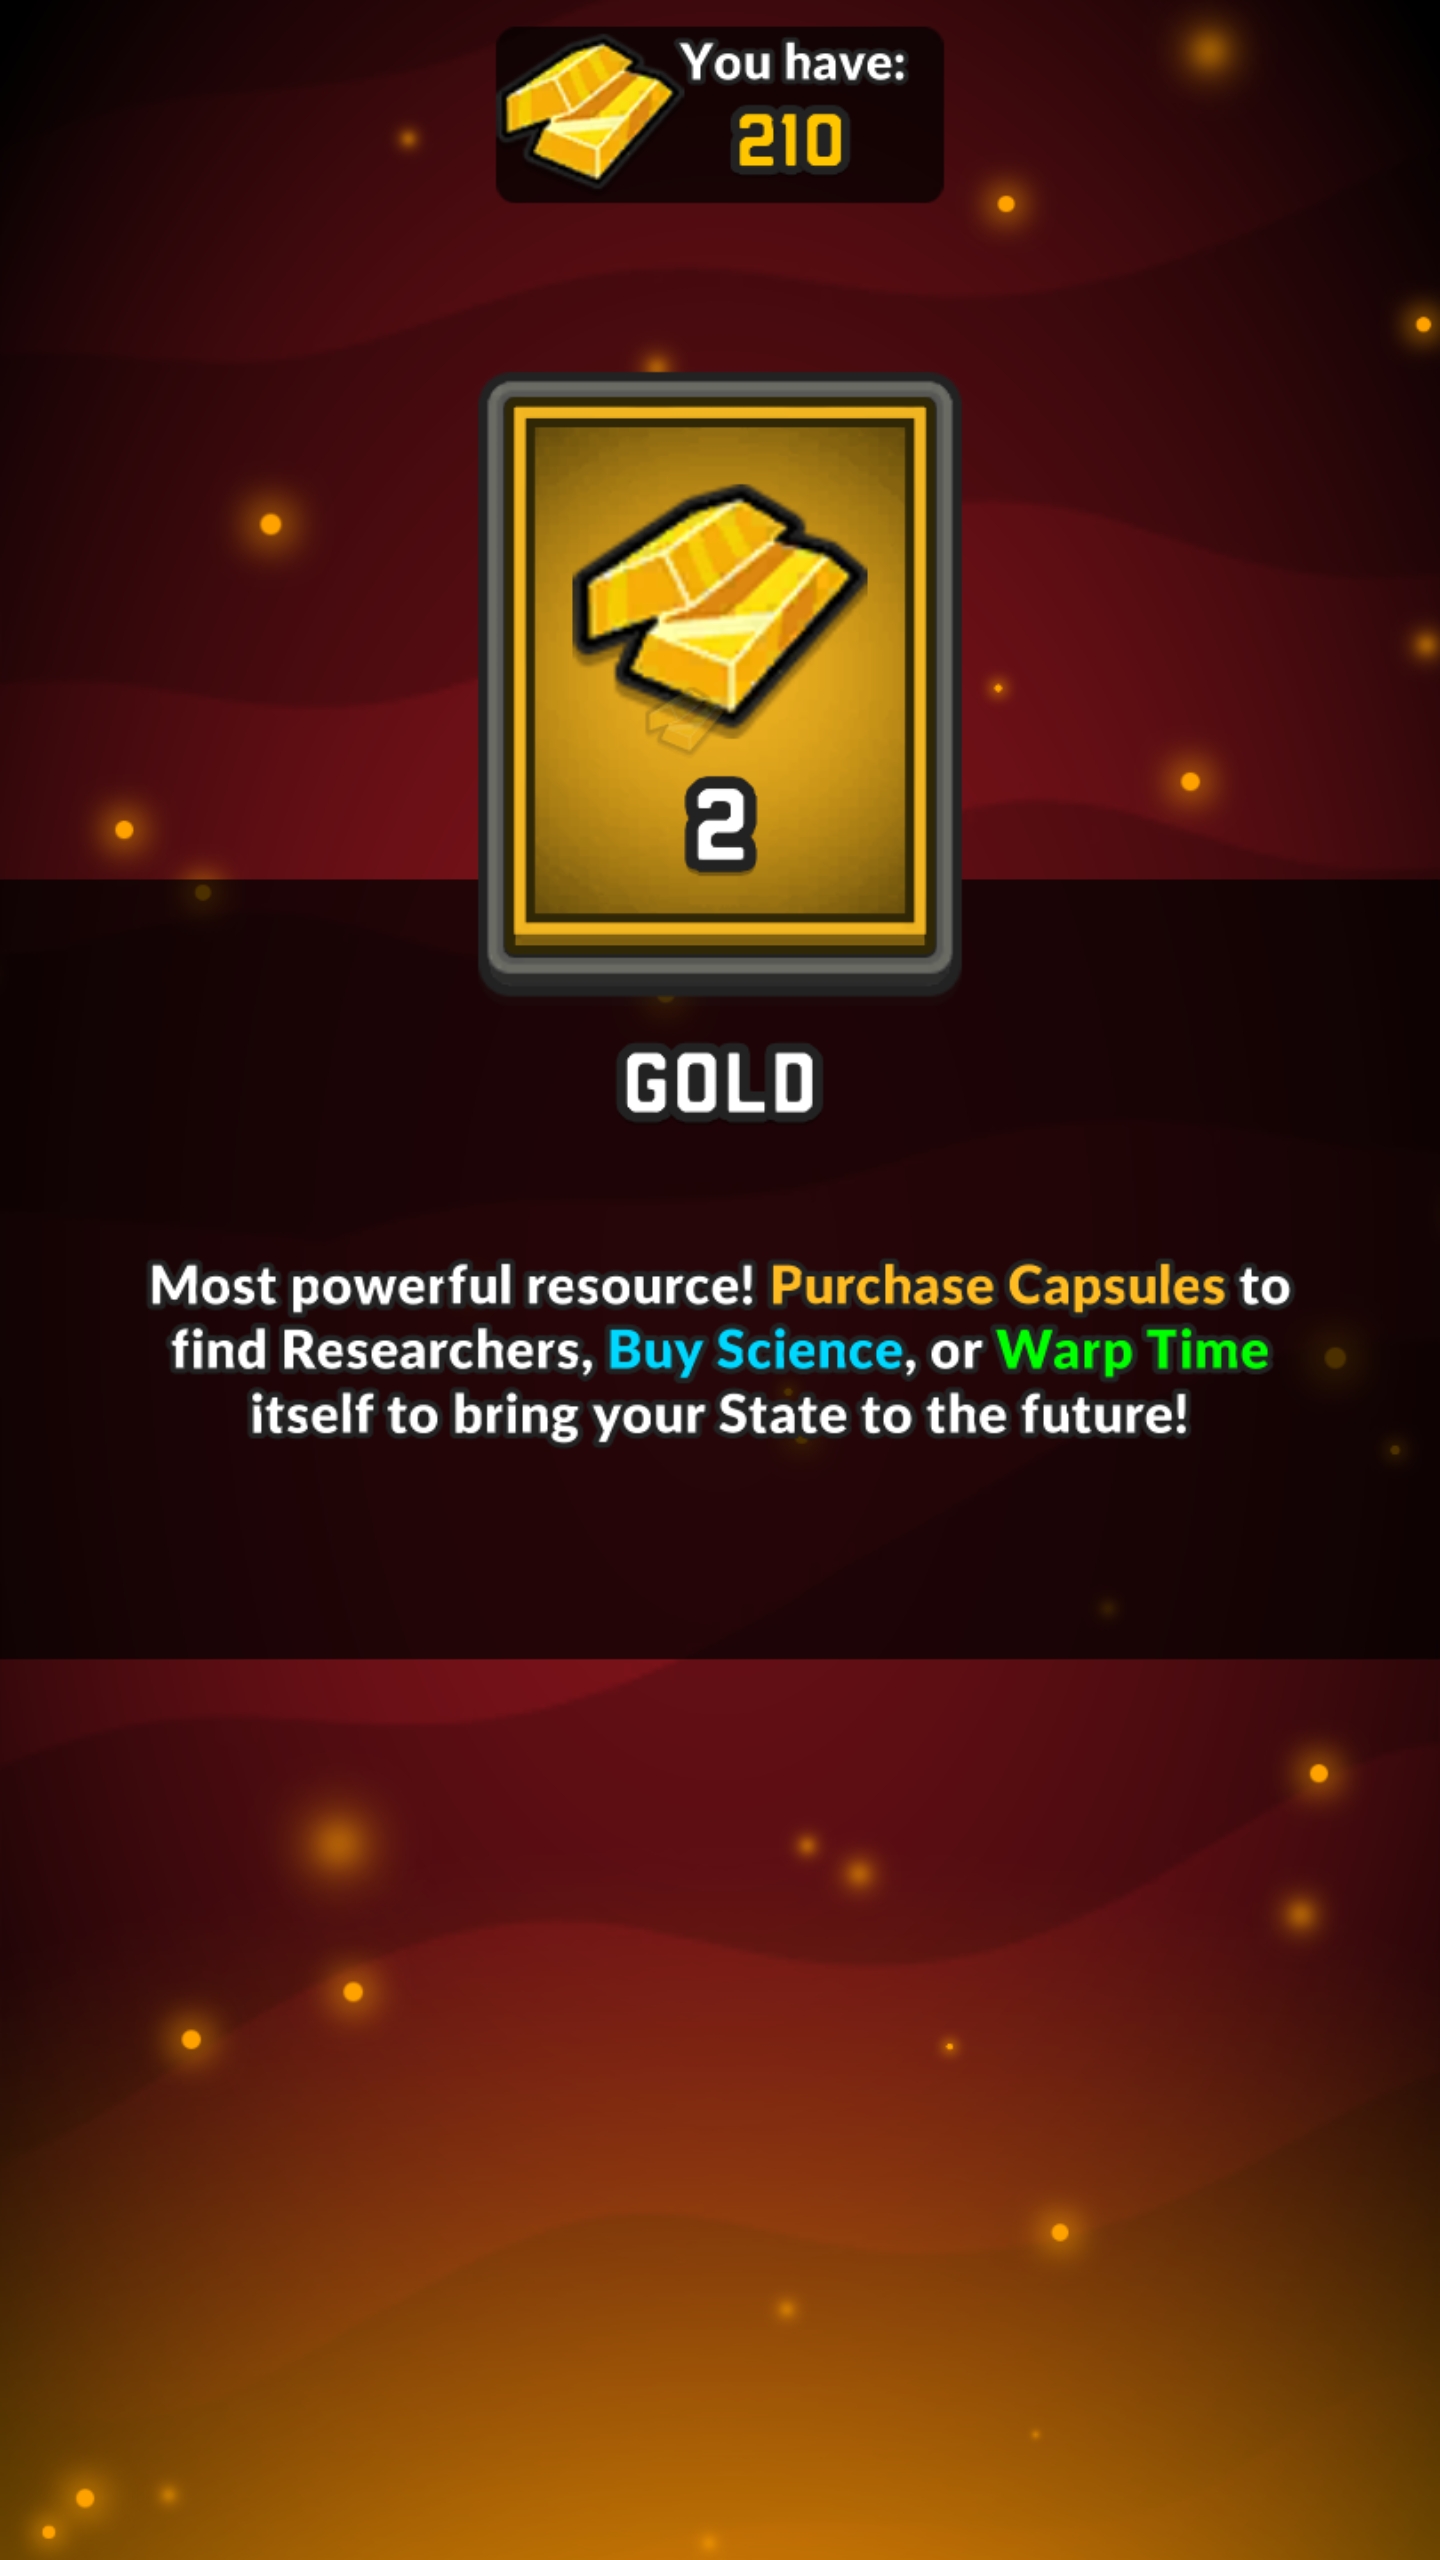 You have:
210
2
GOLD
Most powerful resource! Purchase Capsules to
find Researchers, Buy Science, or Warp Time
itself to bring your State to the future!